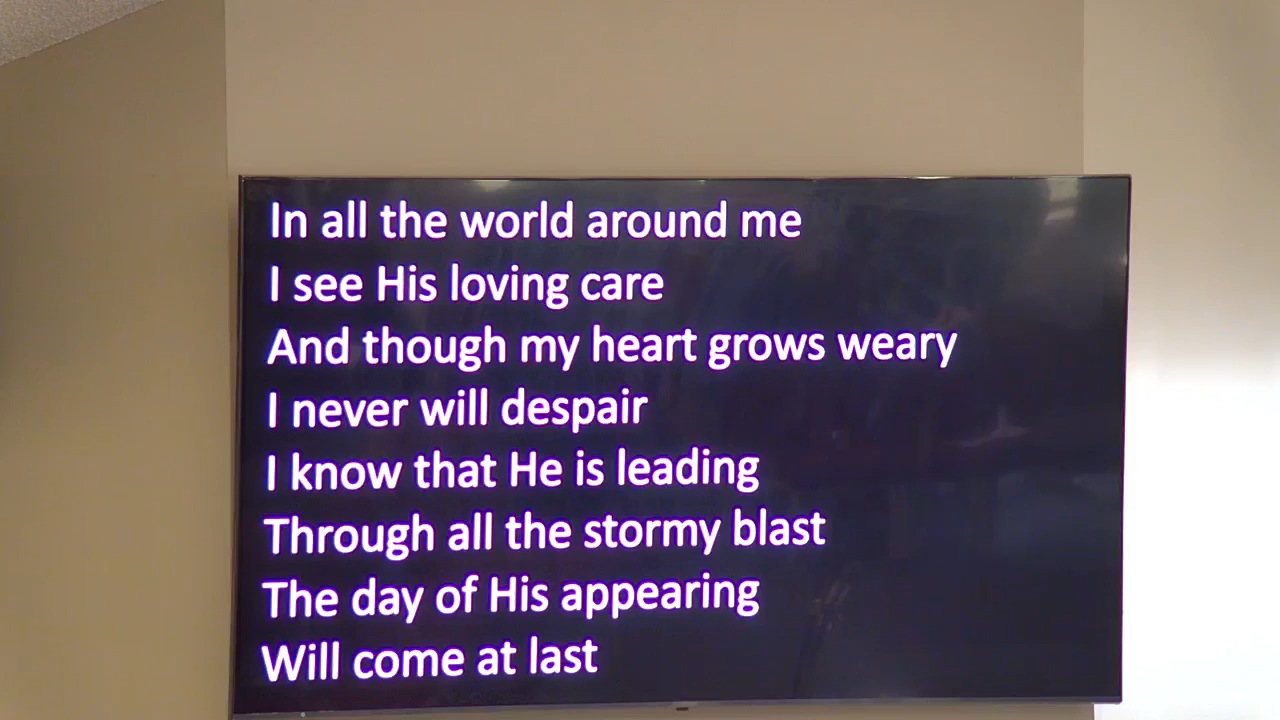 In all the world around me
I see His loving care
And though my heart grows weary
I never will despair
I know that He is leading
Through all the stormy blast
The day of His appearing
Will come at last